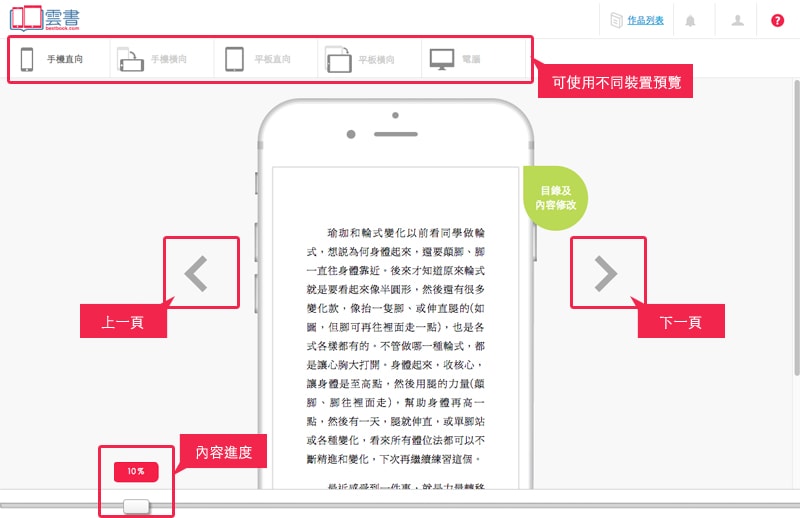 雲書
bestbook.com
作品列表
?
手機直向
手機橫向
平板直向
平板橫向
電腦
可使用不同裝置預覽
目錄及
內容修改
瑜珈和輪式變化以前看同學做輪
式，想說為何身體起來，還要顛腳、腳
一直往身體靠近。後來才知道原來輪式
就是要看起來像半圓形，然後還有很多
變化款，像抬一隻腳、或伸直腿的(如
圖，但腳可再往裡面走一點)，也是各
式各樣都有的。不管做哪一種輪式，都
是讓心胸大打開。身體起來，收核心，
讓身體是至高點，然後用腿的力量(顛
腳、腳往裡面走)，幫助身體再高一
點，然後有一天，腿就伸直，或單腳站
或各種變化，看來所有體位法都可以不
斷精進和變化，下次再繼續練習這個。
最近感受到一件事，就是力量轉移
上一頁
下一頁
內容進度
10%